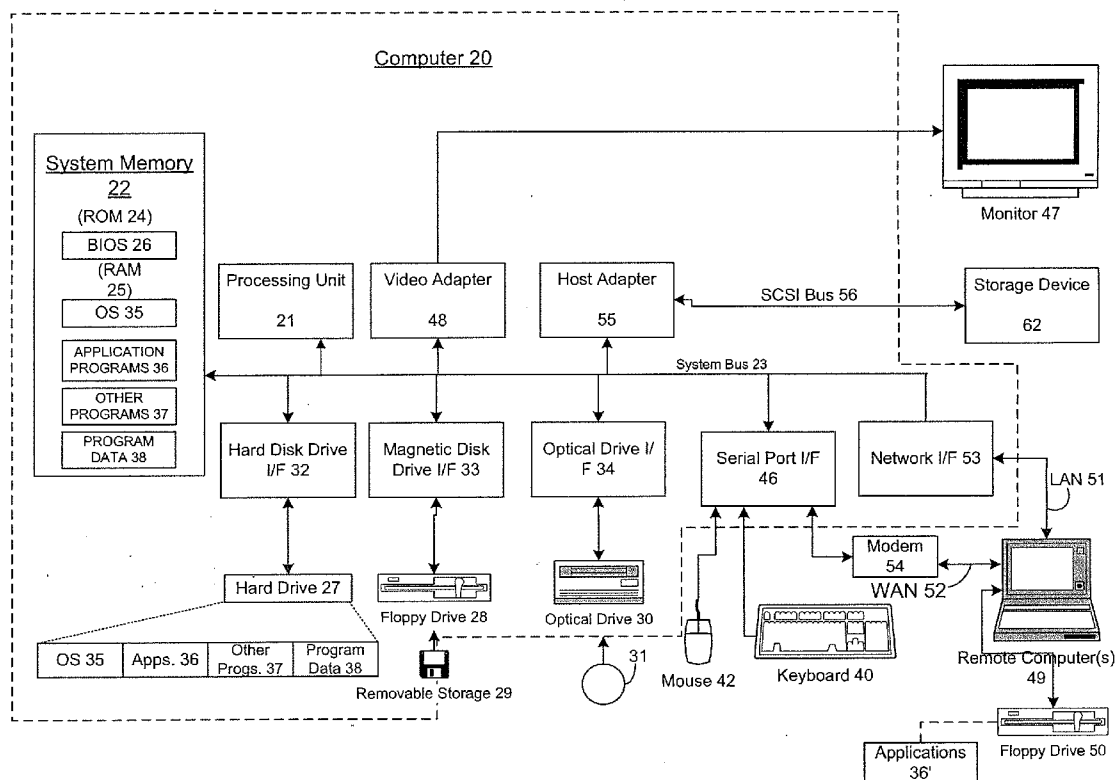 Computer 20
System Memory
22
(ROM 24)
BIOS 26
(RAM
25)
OS 35
APPLICATION
PROGRAMS 36
OTHER
PROGRAMS 37
PROGRAM
DATA 38
Processing Unit
21
Video Adapter
48
Host Adapter
55
SCSI Bus 56
Storage Device
62
Monitor 47
System Bus 23
Hard Disk Drive
I/F 32
Magnetic Disk
Drive I/F 33
Optical Drive I/
F 34
Serial Port I/F
46
Network I/F 53
LAN 51
Modem
54
WAN 52
Hard Drive 27
Floppy Drive 28
Optical Drive 30
OS 35
Apps. 36
Other
Progs. 37
Program
Data 38
Removable Storage 29
31
Mouse 42
Keyboard 40
Remote Computer(s)
49
Floppy Drive 50
Applications
36'